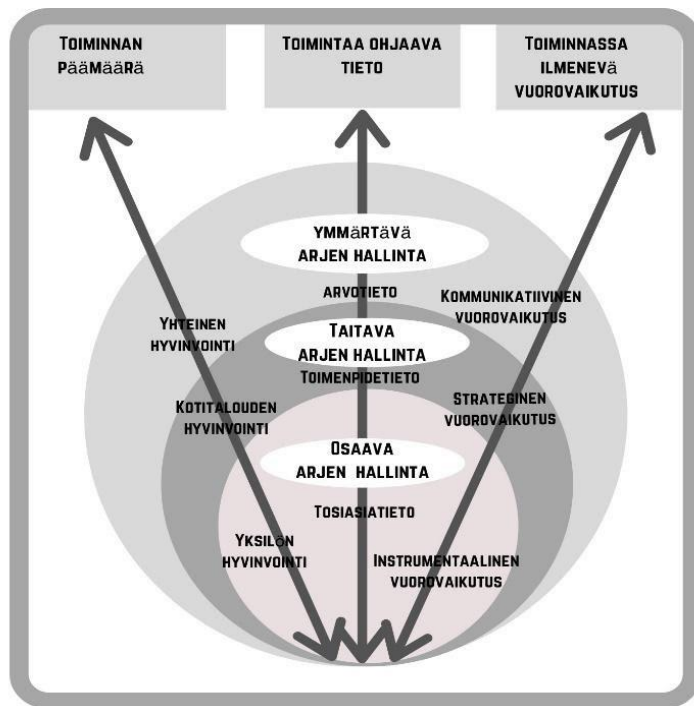 Toiminnan
päämäärä
Toimintaa ohjaava
tieto
Toiminnassa
ilmenevä
vuorovaikutus
ymmärtävä
arjen hallinta
arvotieto
Kommunikatiivinen
vuorovaikutus
Yhteinen
hyvinvointi
Taitava
arjen hallinta
Toimenpidetieto
Kotitalouden
hyvinvointi
Strateginen
vuorovaikutus
Osaava
arjen hallinta
Tosiasiatieto
Yksilön
hyvinvointi
Instrumentaalinen
vuorovaikutus